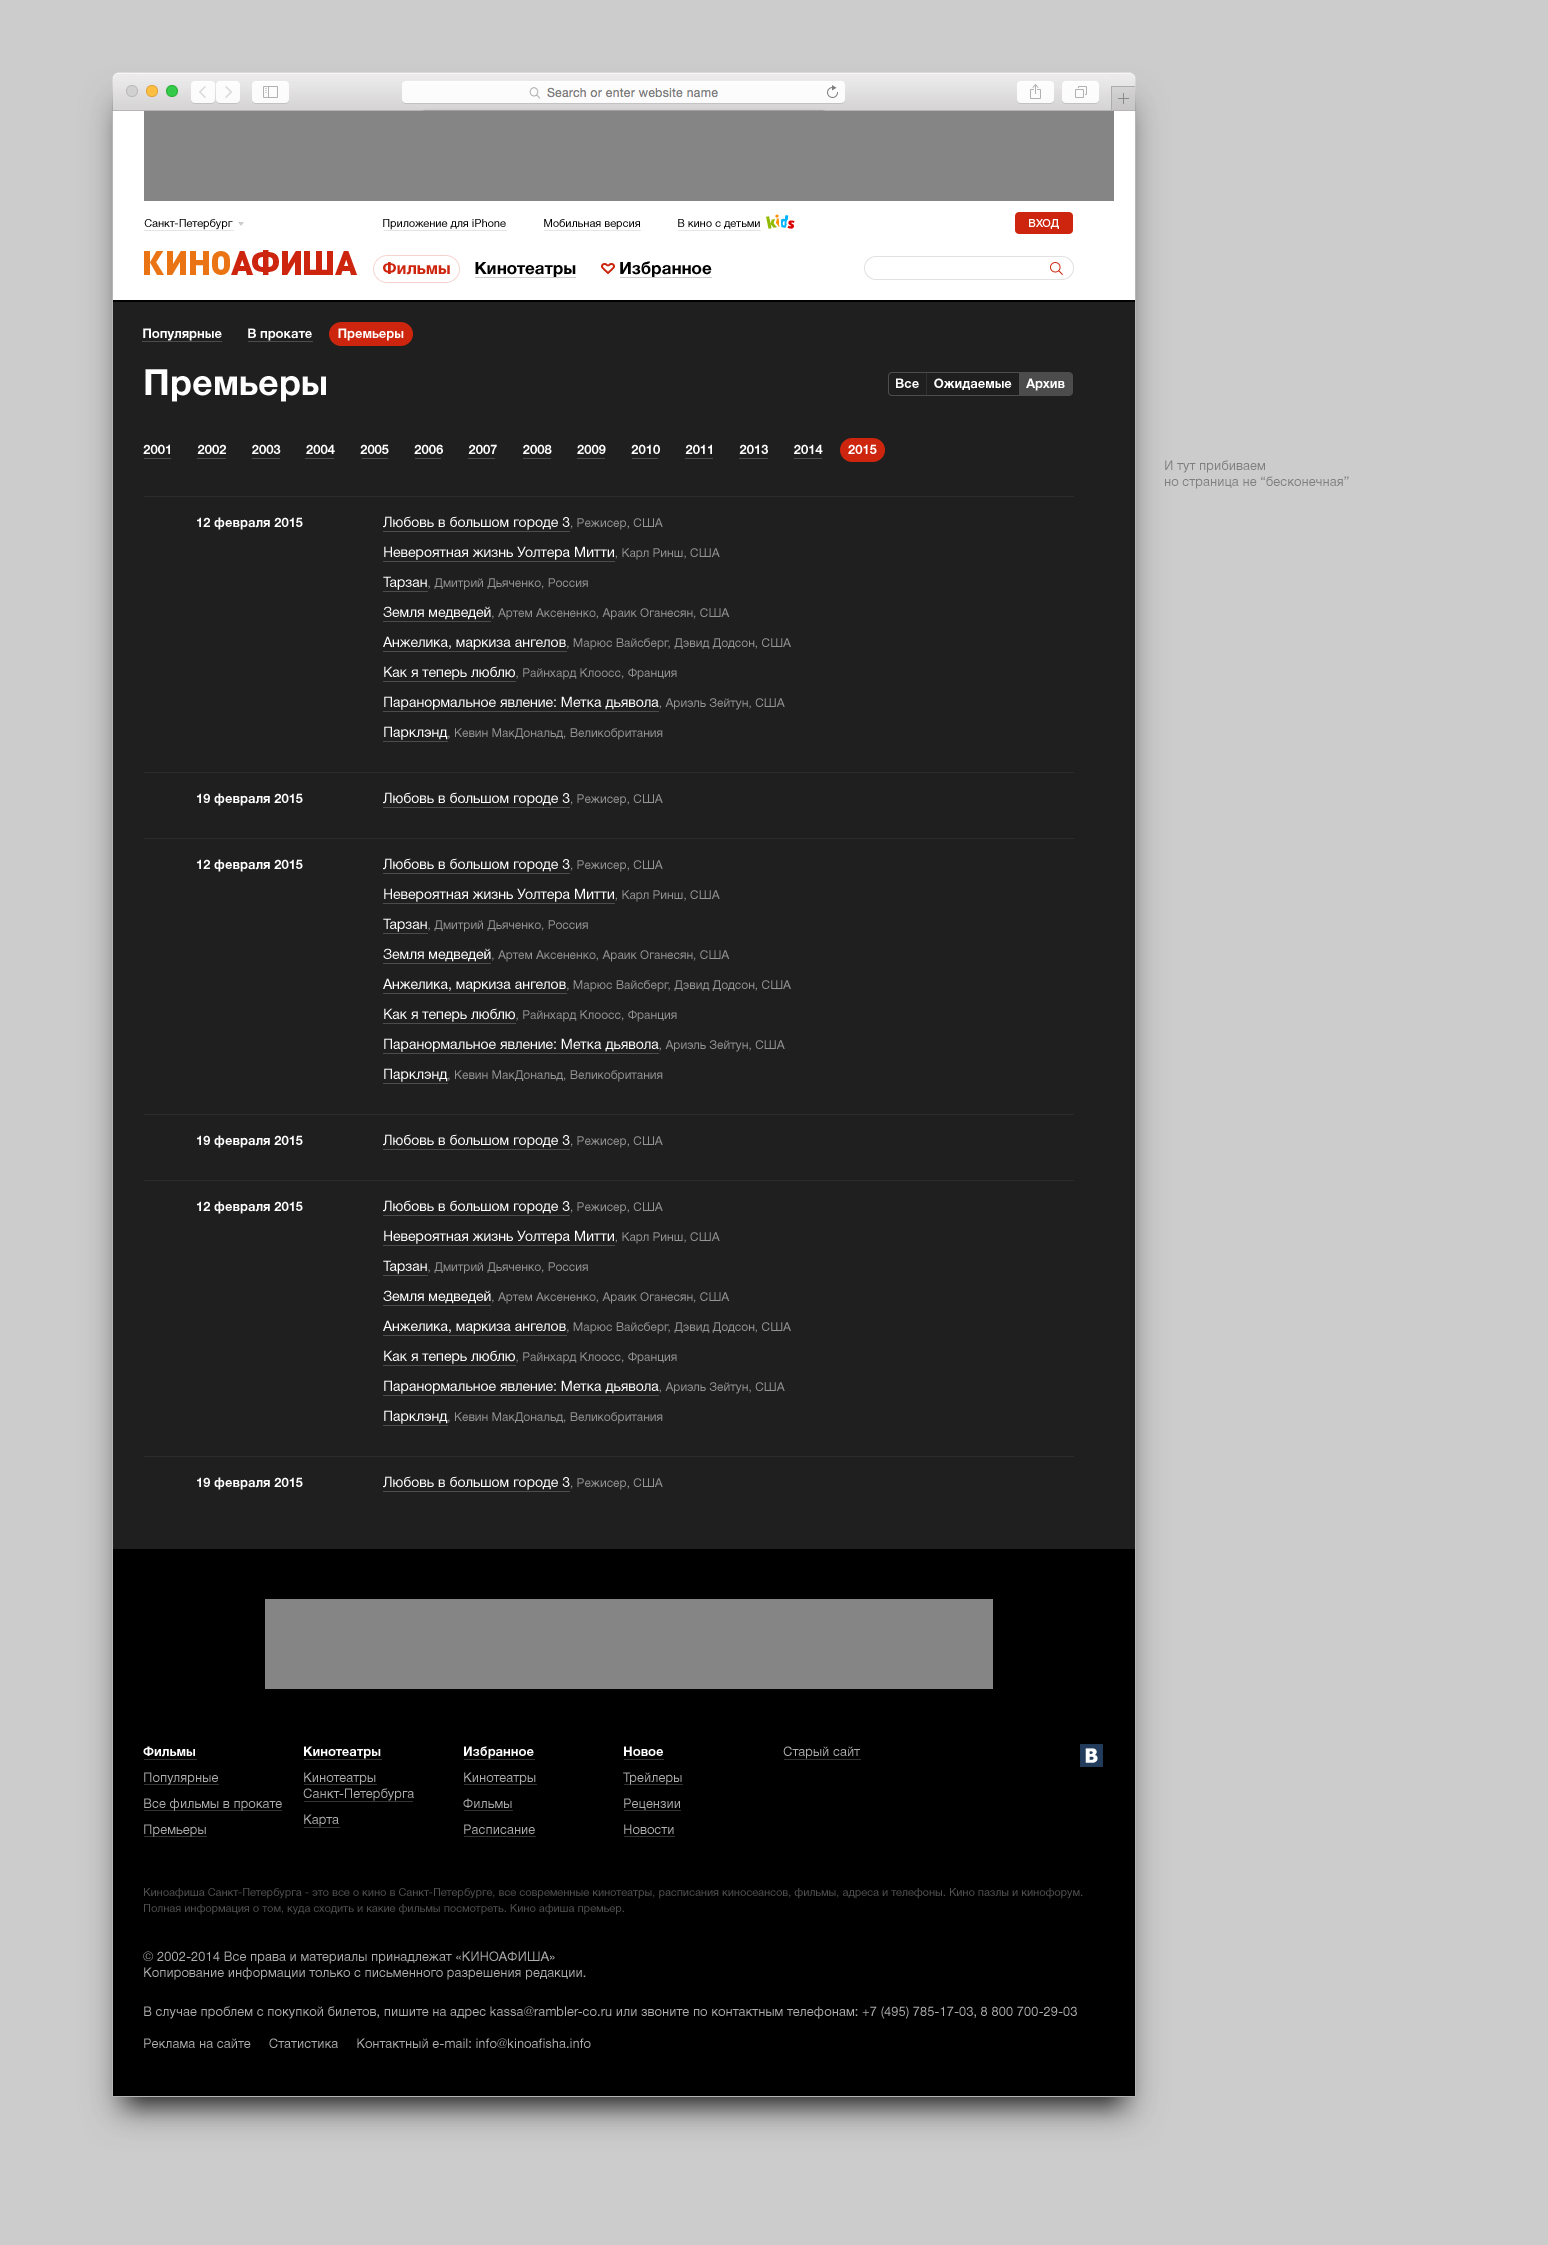 Search or enter website name
Санкт-Петербург
Приложение для iPhone
Мобильная версия
В кино с детьми kids
ВХОД
КИНОАФИША
Фильмы
Кинотеатры
Избранное
Популярные
В прокате
Премьеры
Премьеры
Все Ожидаемые Архив
2001 2002 2003 2004 2005 2006 2007 2008 2009 2010 2011 2013 2014 2015
И тут прибиваем
но страница не “бесконечная”
12 февраля 2015
Любовь в большом городе 3, Режисер, США
Невероятная жизнь Уолтера Митти, Карл Ринш, США
Тарзан, Дмитрий Дьяченко, Россия
Земля медведей, Артем Аксененко, Араик Оганесян, США
Анжелика, маркиза ангелов, Марюс Вайсберг, Дэвид Додсон, США
Как я теперь люблю, Райнхард Клоосс, Франция
Паранормальное явление: Метка дьявола, Ариэль Зейтун, США
Парклэнд, Кевин МакДональд, Великобритания
19 февраля 2015
Любовь в большом городе 3, Режисер, США
12 февраля 2015
Любовь в большом городе 3, Режисер, США
Невероятная жизнь Уолтера Митти, Карл Ринш, США
Тарзан, Дмитрий Дьяченко, Россия
Земля медведей, Артем Аксененко, Араик Оганесян, США
Анжелика, маркиза ангелов, Марюс Вайсберг, Дэвид Додсон, США
Как я теперь люблю, Райнхард Клоосс, Франция
Паранормальное явление: Метка дьявола, Ариэль Зейтун, США
Парклэнд, Кевин МакДональд, Великобритания
19 февраля 2015
Любовь в большом городе 3, Режисер, США
12 февраля 2015
Любовь в большом городе 3, Режисер, США
Невероятная жизнь Уолтера Митти, Карл Ринш, США
Тарзан, Дмитрий Дьяченко, Россия
Земля медведей, Артем Аксененко, Араик Оганесян, США
Анжелика, маркиза ангелов, Марюс Вайсберг, Дэвид Додсон, США
Как я теперь люблю, Райнхард Клоосс, Франция
Паранормальное явление: Метка дьявола, Ариэль Зейтун, США
Парклэнд, Кевин МакДональд, Великобритания
19 февраля 2015
Любовь в большом городе 3, Режисер, США
Фильмы
Популярные
Все фильмы в прокате
Премьеры
Кинотеатры
Кинотеатры
Санкт-Петербурга
Карта
Избранное
Кинотеатры
Фильмы
Расписание
Новое
Трейлеры
Рецензии
Новости
Старый сайт
В
Киноафиша Санкт-Петербурга - это все о кино в Санкт-Петербурге, все современные кинотеатры, расписания киносеансов, фильмы, адреса и телефоны. Кино пазлы и кинофорум.
Полная информация о том, куда сходить и какие фильмы посмотреть. Кино афиша премьер.
© 2002-2014 Все права и материалы принадлежат «КИНОАФИША»
Копирование информации только с письменного разрешения редакции.
В случае проблем с покупкой билетов, пишите на адрес kassa@rambler-co.ru или звоните по контактным телефонам: +7 (495) 785-17-03, 8 800 700-29-03
Реклама на сайте Статистика Контактный e-mail: info@kinoafisha.info